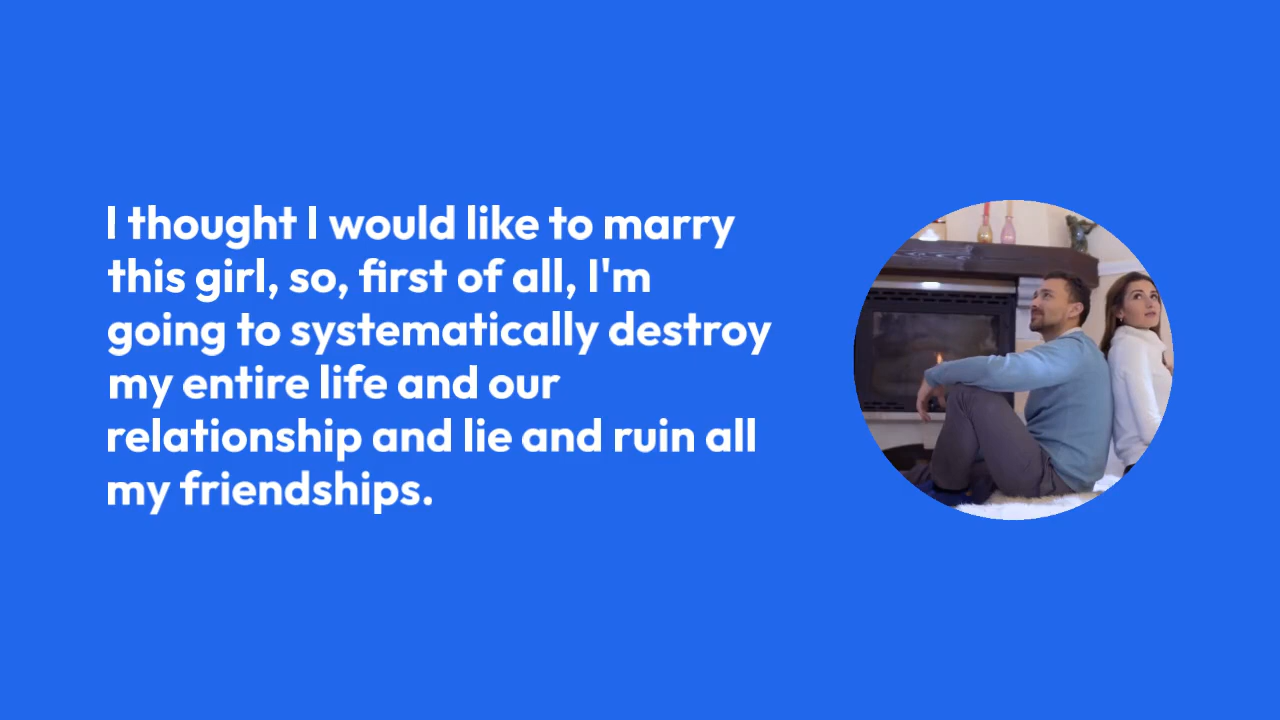 I thought I would like to marry
this girl, so, first of all, I'm
going to systematically destroy
my entire life and our
relationship and lie and ruin all
my friendships.